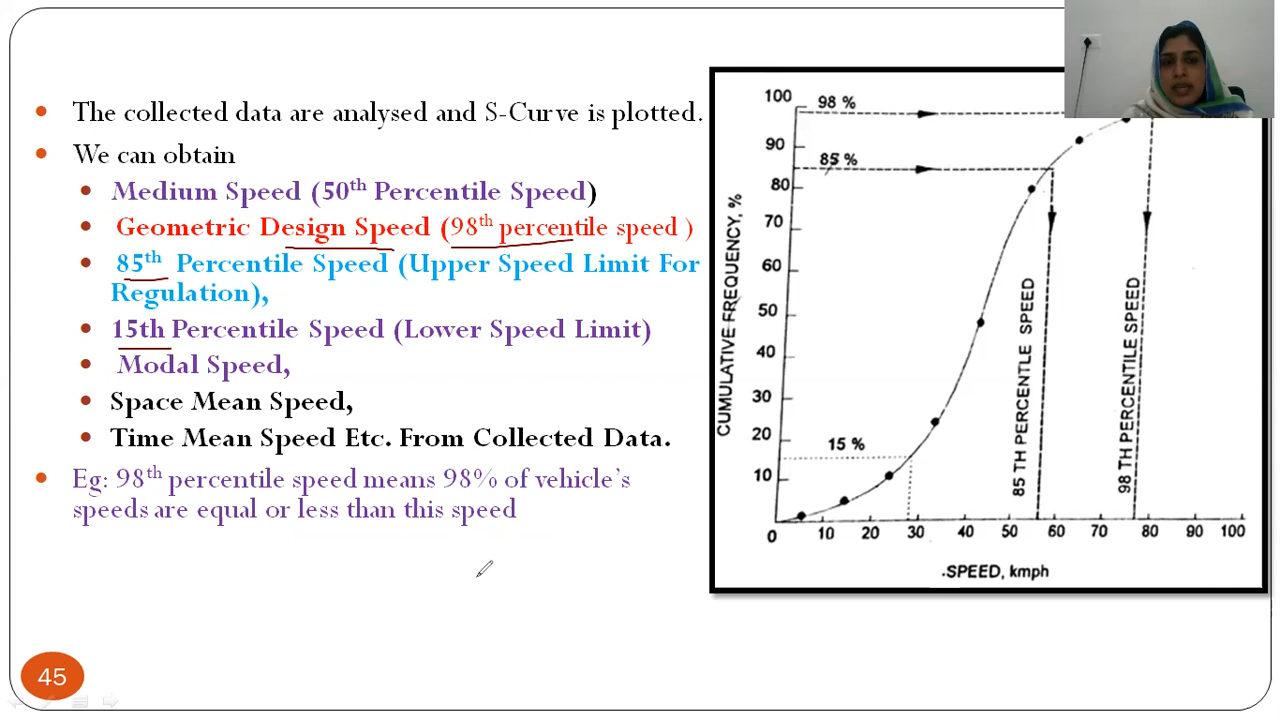 The collected data are analysed and S-Curve is plotted.
We can obtain
Medium Speed (50th Percentile Speed)
Geometric Design Speed (98th percentile speed )
85th Percentile Speed (Upper Speed Limit For
Regulation),
15th Percentile Speed (Lower Speed Limit)
Modal Speed,
Space Mean Speed,
Time Mean Speed Etc. From Collected Data.
Eg: 98th percentile speed means 98% of vehicle’s
speeds are equal or less than this speed
45
100
98 %
90
85 %
80
70
60
50
40
30
20
15 %
10
CUMULATIVE FREQUENCY, %
85 TH PERCENTILE SPEED
98 TH PERCENTILE SPEED
0 10 20 30 40 50 60 70 80 90 100
.SPEED, kmph